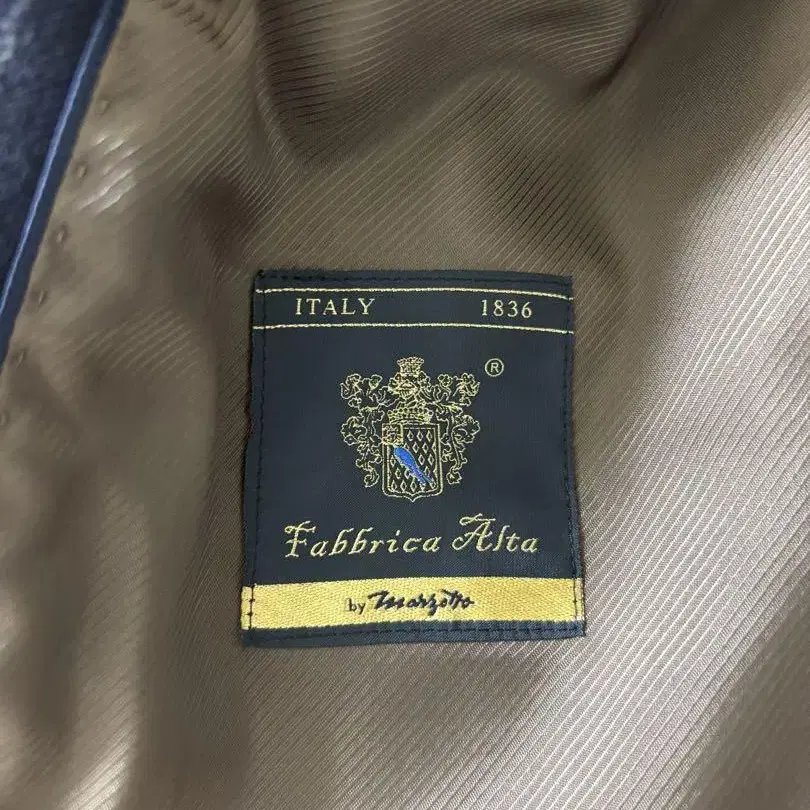 ITALY 1836
®
Fabbrica Alta
by Marzotto